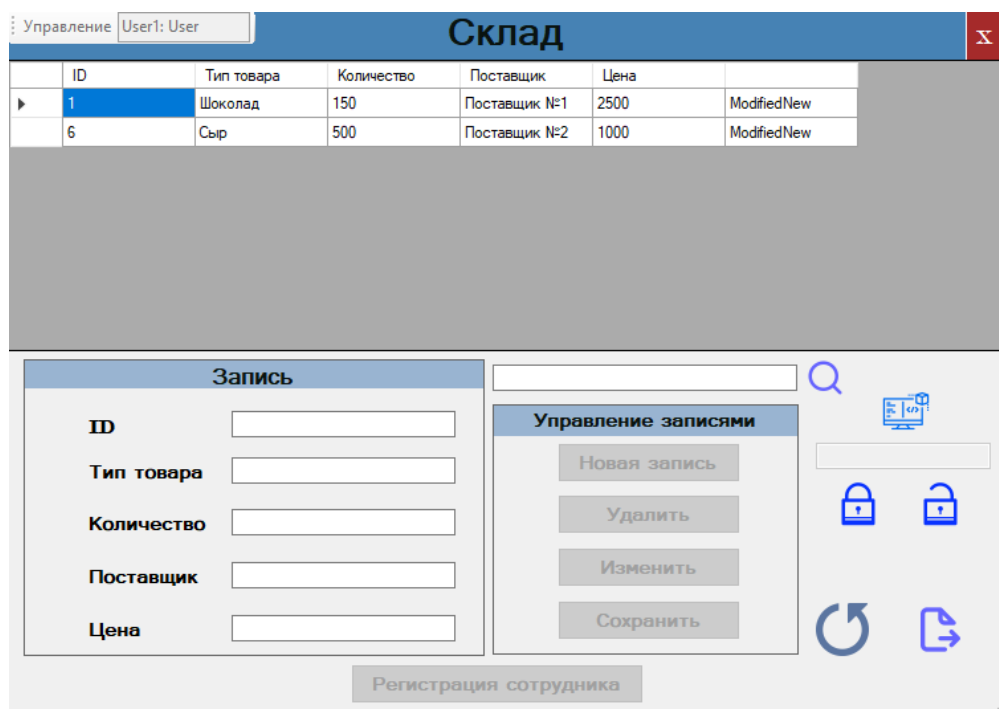 Управление User1: User Склад x
ID Тип товара Количество Поставщик Цена
1 Шоколад 150 Поставщик №1 2500 ModifiedNew
6 Сыр 500 Поставщик №2 1000 ModifiedNew
Запись
ID
Тип товара
Количество
Поставщик
Цена
Управление записями
Новая запись
Удалить
Изменить
Сохранить
Регистрация сотрудника